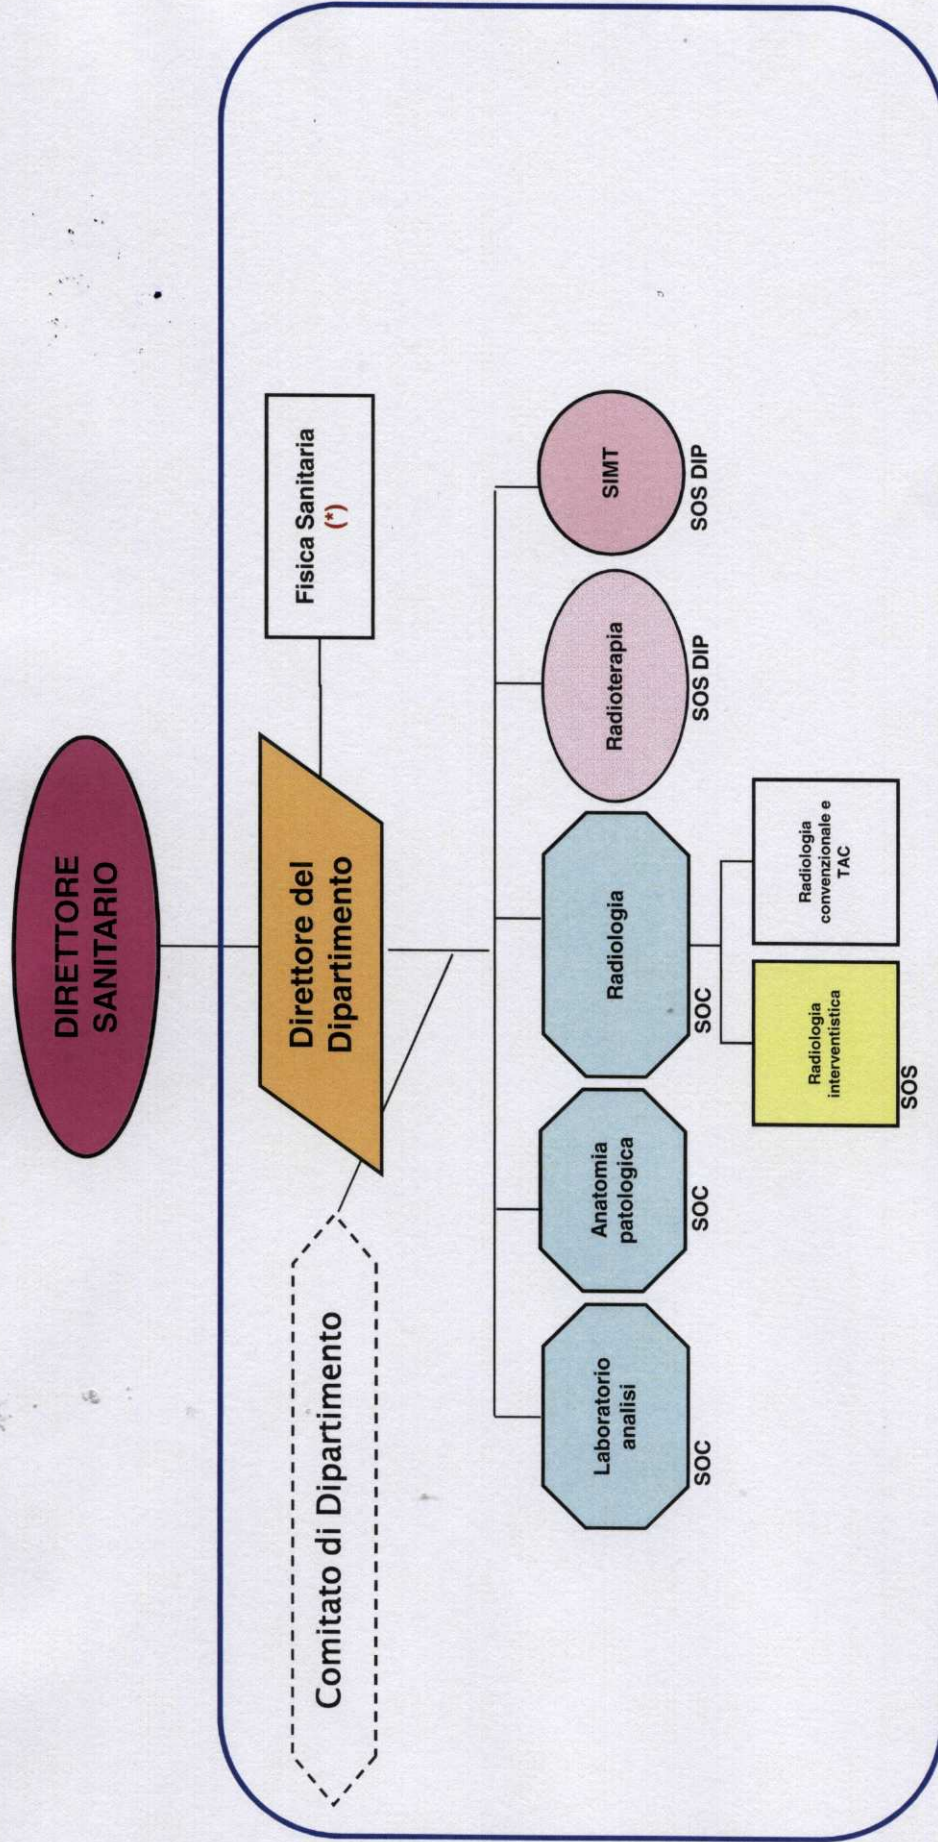 DIRETTORE
SANITARIO
Comitato di Dipartimento
Direttore del
Dipartimento
Fisica Sanitaria
(*)
Laboratorio
analisi
SOC
Anatomia
patologica
SOC
Radiologia
SOC
Radioterapia
SOS DIP
SIMT
SOS DIP
Radiologia
interventistica
SOS
Radiologia
convenzionale e
TAC